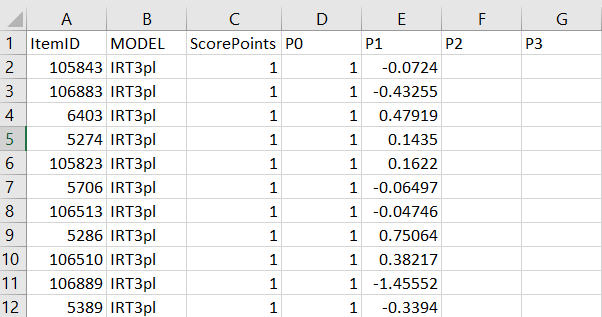 A B C D E F G
1 ItemID MODEL ScorePoints P0 P1 P2 P3
2 105843 IRT3pl 1 1 -0.0724
3 106883 IRT3pl 1 1 -0.43255
4 6403 IRT3pl 1 1 0.47919
5 5274 IRT3pl 1 1 0.1435
6 105823 IRT3pl 1 1 0.1622
7 5706 IRT3pl 1 1 -0.06497
8 106513 IRT3pl 1 1 -0.04746
9 5286 IRT3pl 1 1 0.75064
10 106510 IRT3pl 1 1 0.38217
11 106889 IRT3pl 1 1 -1.45552
12 5389 IRT3pl 1 1 -0.3394